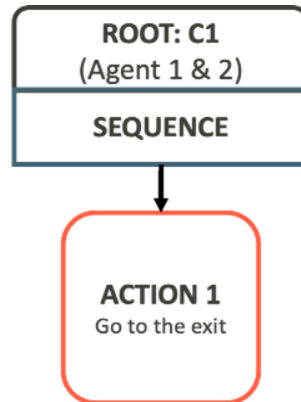 ROOT: C1
(Agent 1 & 2)
SEQUENCE
ACTION 1
Go to the exit